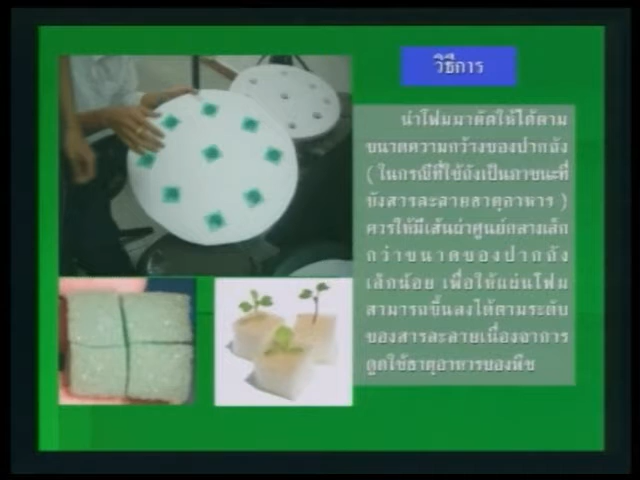 วิธีการ
นำโฟมมาตัดให้ได้ตาม
ขนาดความกว้างของปากถัง
( ในกรณีที่ใช้ถังเป็นภาชนะที่
ขังสารละลายธาตุอาหาร )
ควรให้มีเส้นผ่าศูนย์กลางเล็ก
กว่าขนาดของปากถัง
เล็กน้อย เพื่อให้แผ่นโฟม
สามารถขึ้นลงได้ตามระดับ
ของสารละลายเนื่องจากการ
ดูดใช้ธาตุอาหารของพืช